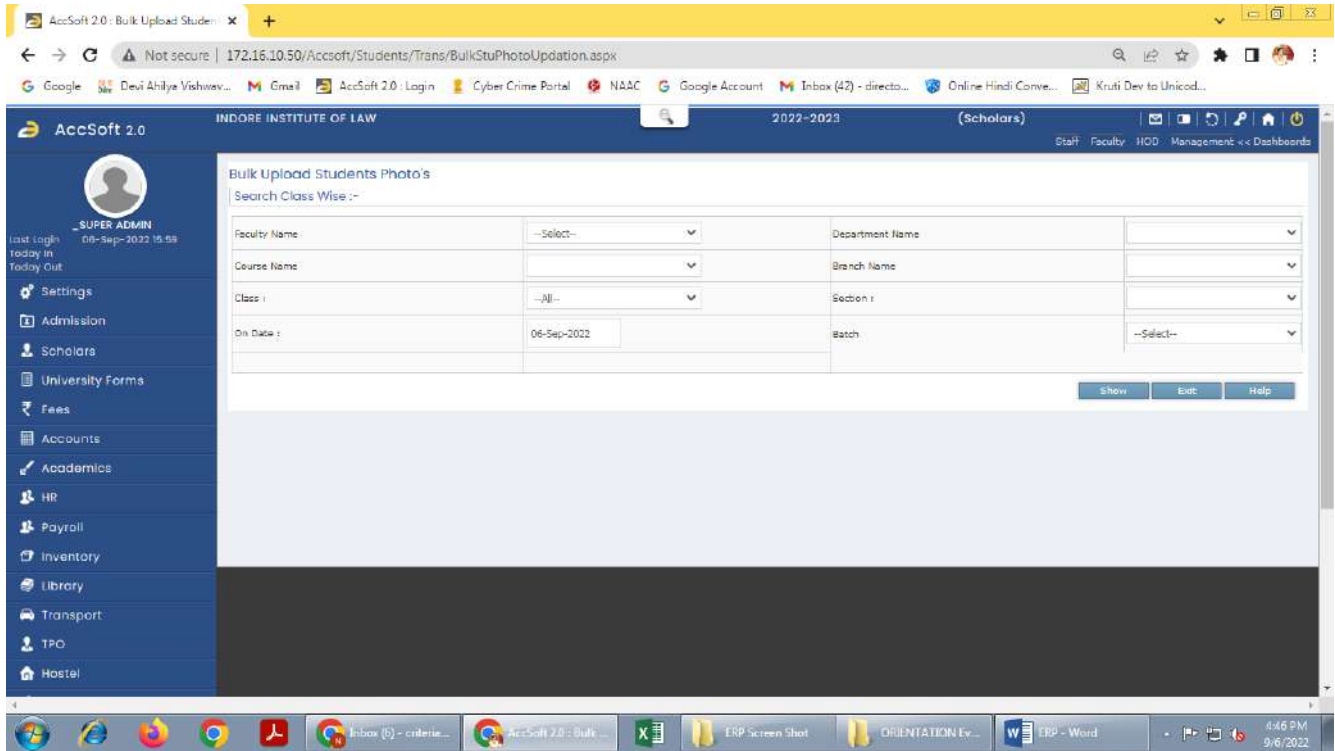 AccSoft 2.0 : Bulk Upload Studen
Not secure | 172.16.10.50/Accsoft/Students/Trans/BulkStuPhotoUpdation.aspx
Google Devi Ahilya Vishwav... Gmail AccSoft 2.0 : Login Cyber Crime Portal NAAC Google Account Inbox (42) - directo... Online Hindi Conve... Kruti Dev to Unicod...
AccSoft 2.0 INDORE INSTITUTE OF LAW 2022-2023 (Scholars)
Staff Faculty HOD Management << Dashboards
Bulk Upload Students Photo's
Search Class Wise :-
_SUPER ADMIN
Last Login 06-Sep-2022 15:59
Today In
Today Out
Faculty Name --Select-- Department Name
Course Name Branch Name
Class : --All-- Section :
On Date : 06-Sep-2022 Batch --Select--
Show Exit Help
Settings
Admission
Scholars
University Forms
Fees
Accounts
Academics
HR
Payroll
Inventory
Library
Transport
TPO
Hostel
Inbox (6) - criteria... AccSoft 2.0 : Bulk ... ERP Screen Shot ORIENTATION Ev... ERP - Word
4:46 PM
9/6/2022